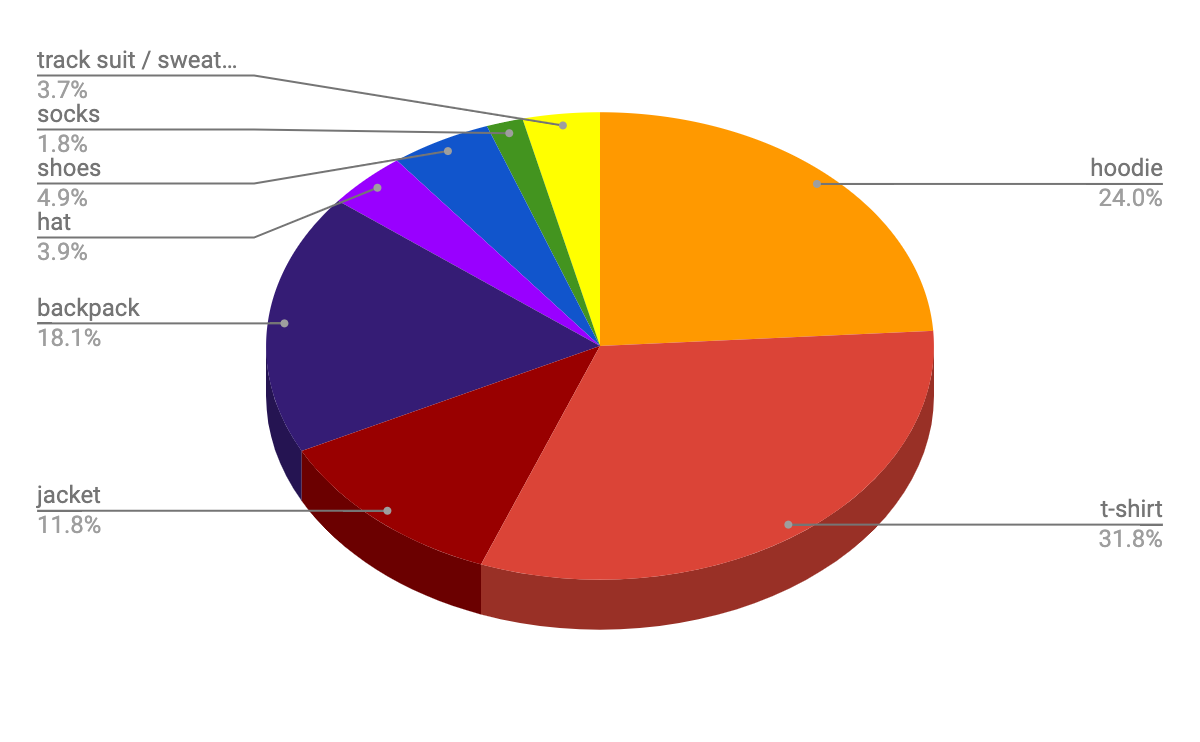 track suit / sweat...
3.7%
socks
1.8%
shoes
4.9%
hat
3.9%
backpack
18.1%
jacket
11.8%
hoodie
24.0%
t-shirt
31.8%